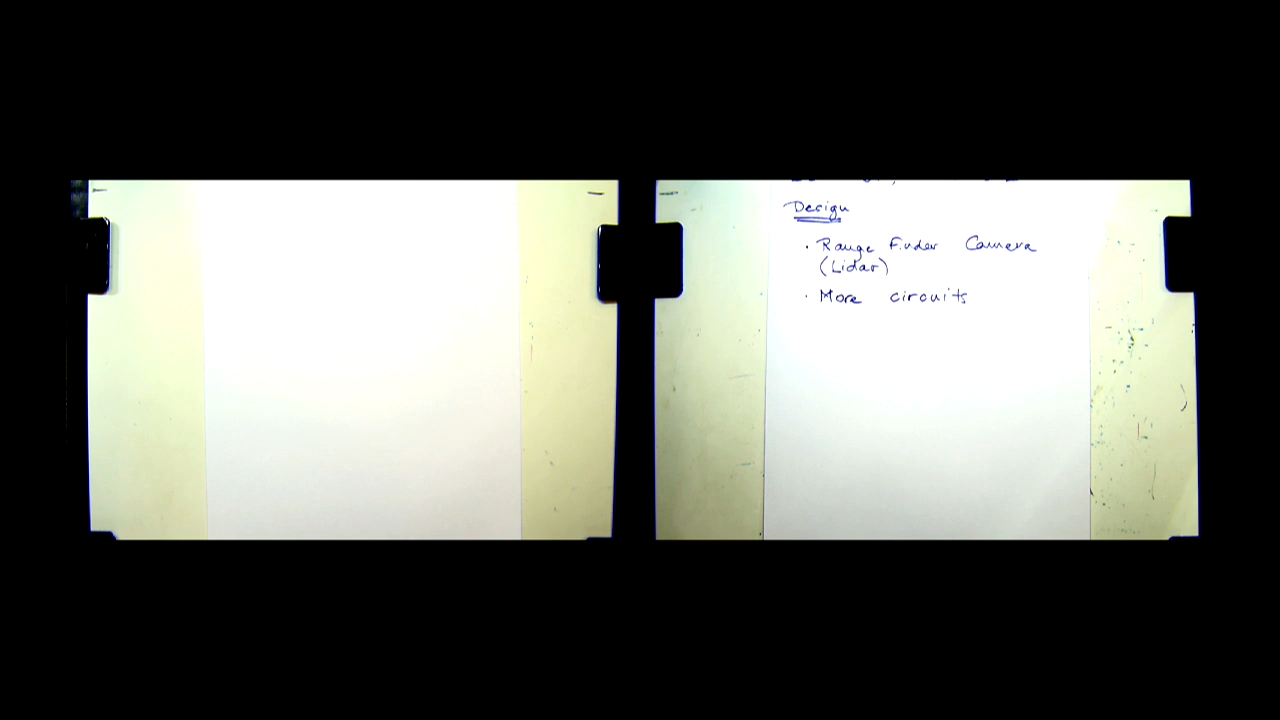 Design
· Range Finder Camera
(Lidar)
· More circuits